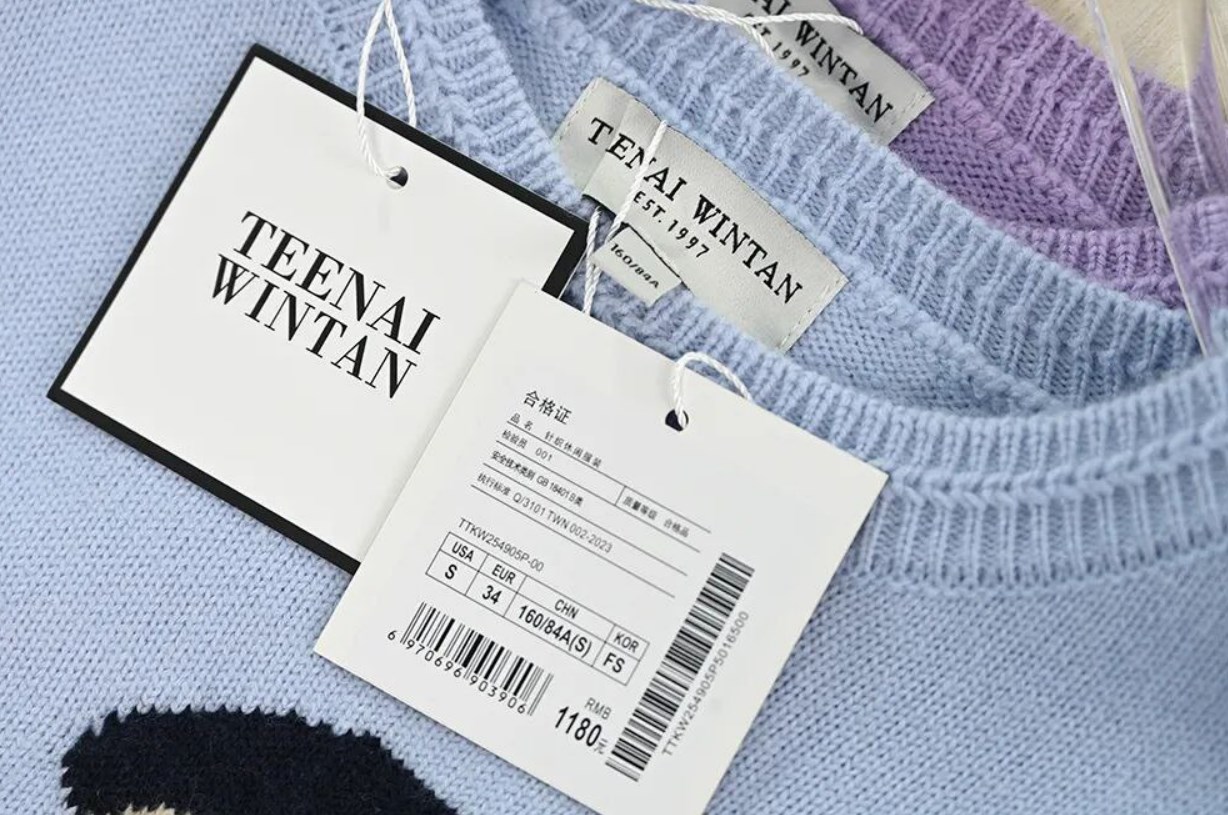 TEENAI
WINTAN
TENAI WINTAN
EST. 1997
160/84A
AI WINTAN
EST. 1997
合格证
品名 针织休闲服装
检验员 001
质量等级 合格品
安全技术类别 GB 18401 B类
执行标准 Q/3101 TWN 002-2023
TTKW254905P-00
USA EUR CHN KOR
S 34 160/84A(S) FS
6 970696 903906
RMB
1180元
TTKW254905P5016500